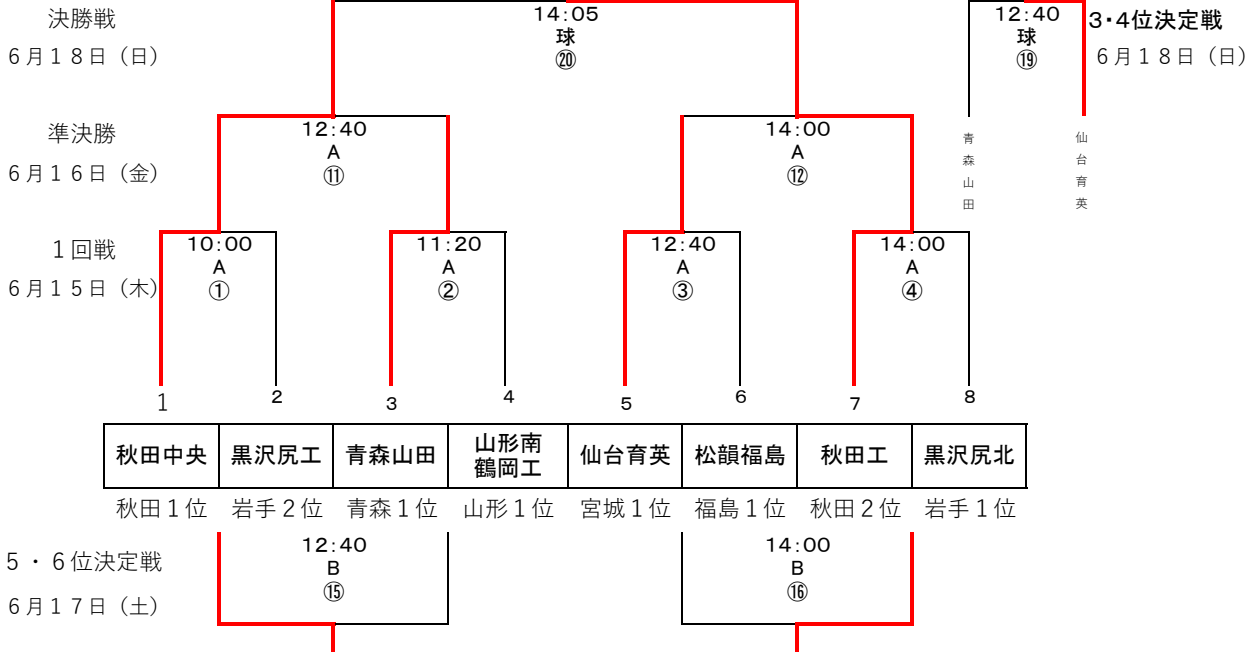 決勝戦
6月18日（日）
14:05
球
⑳
12:40
球
⑲
3・4位決定戦
6月18日（日）
青森山田
仙台育英
準決勝
6月16日（金）
12:40
A
⑪
14:00
A
⑫
1回戦
6月15日（木）
10:00
A
①
11:20
A
②
12:40
A
③
14:00
A
④
1 2 3 4 5 6 7 8
秋田中央 黒沢尻工 青森山田 山形南 鶴岡工 仙台育英 松韻福島 秋田工 黒沢尻北
秋田1位 岩手2位 青森1位 山形1位 宮城1位 福島1位 秋田2位 岩手1位
5・6位決定戦
6月17日（土）
12:40
B
⑮
14:00
B
⑯